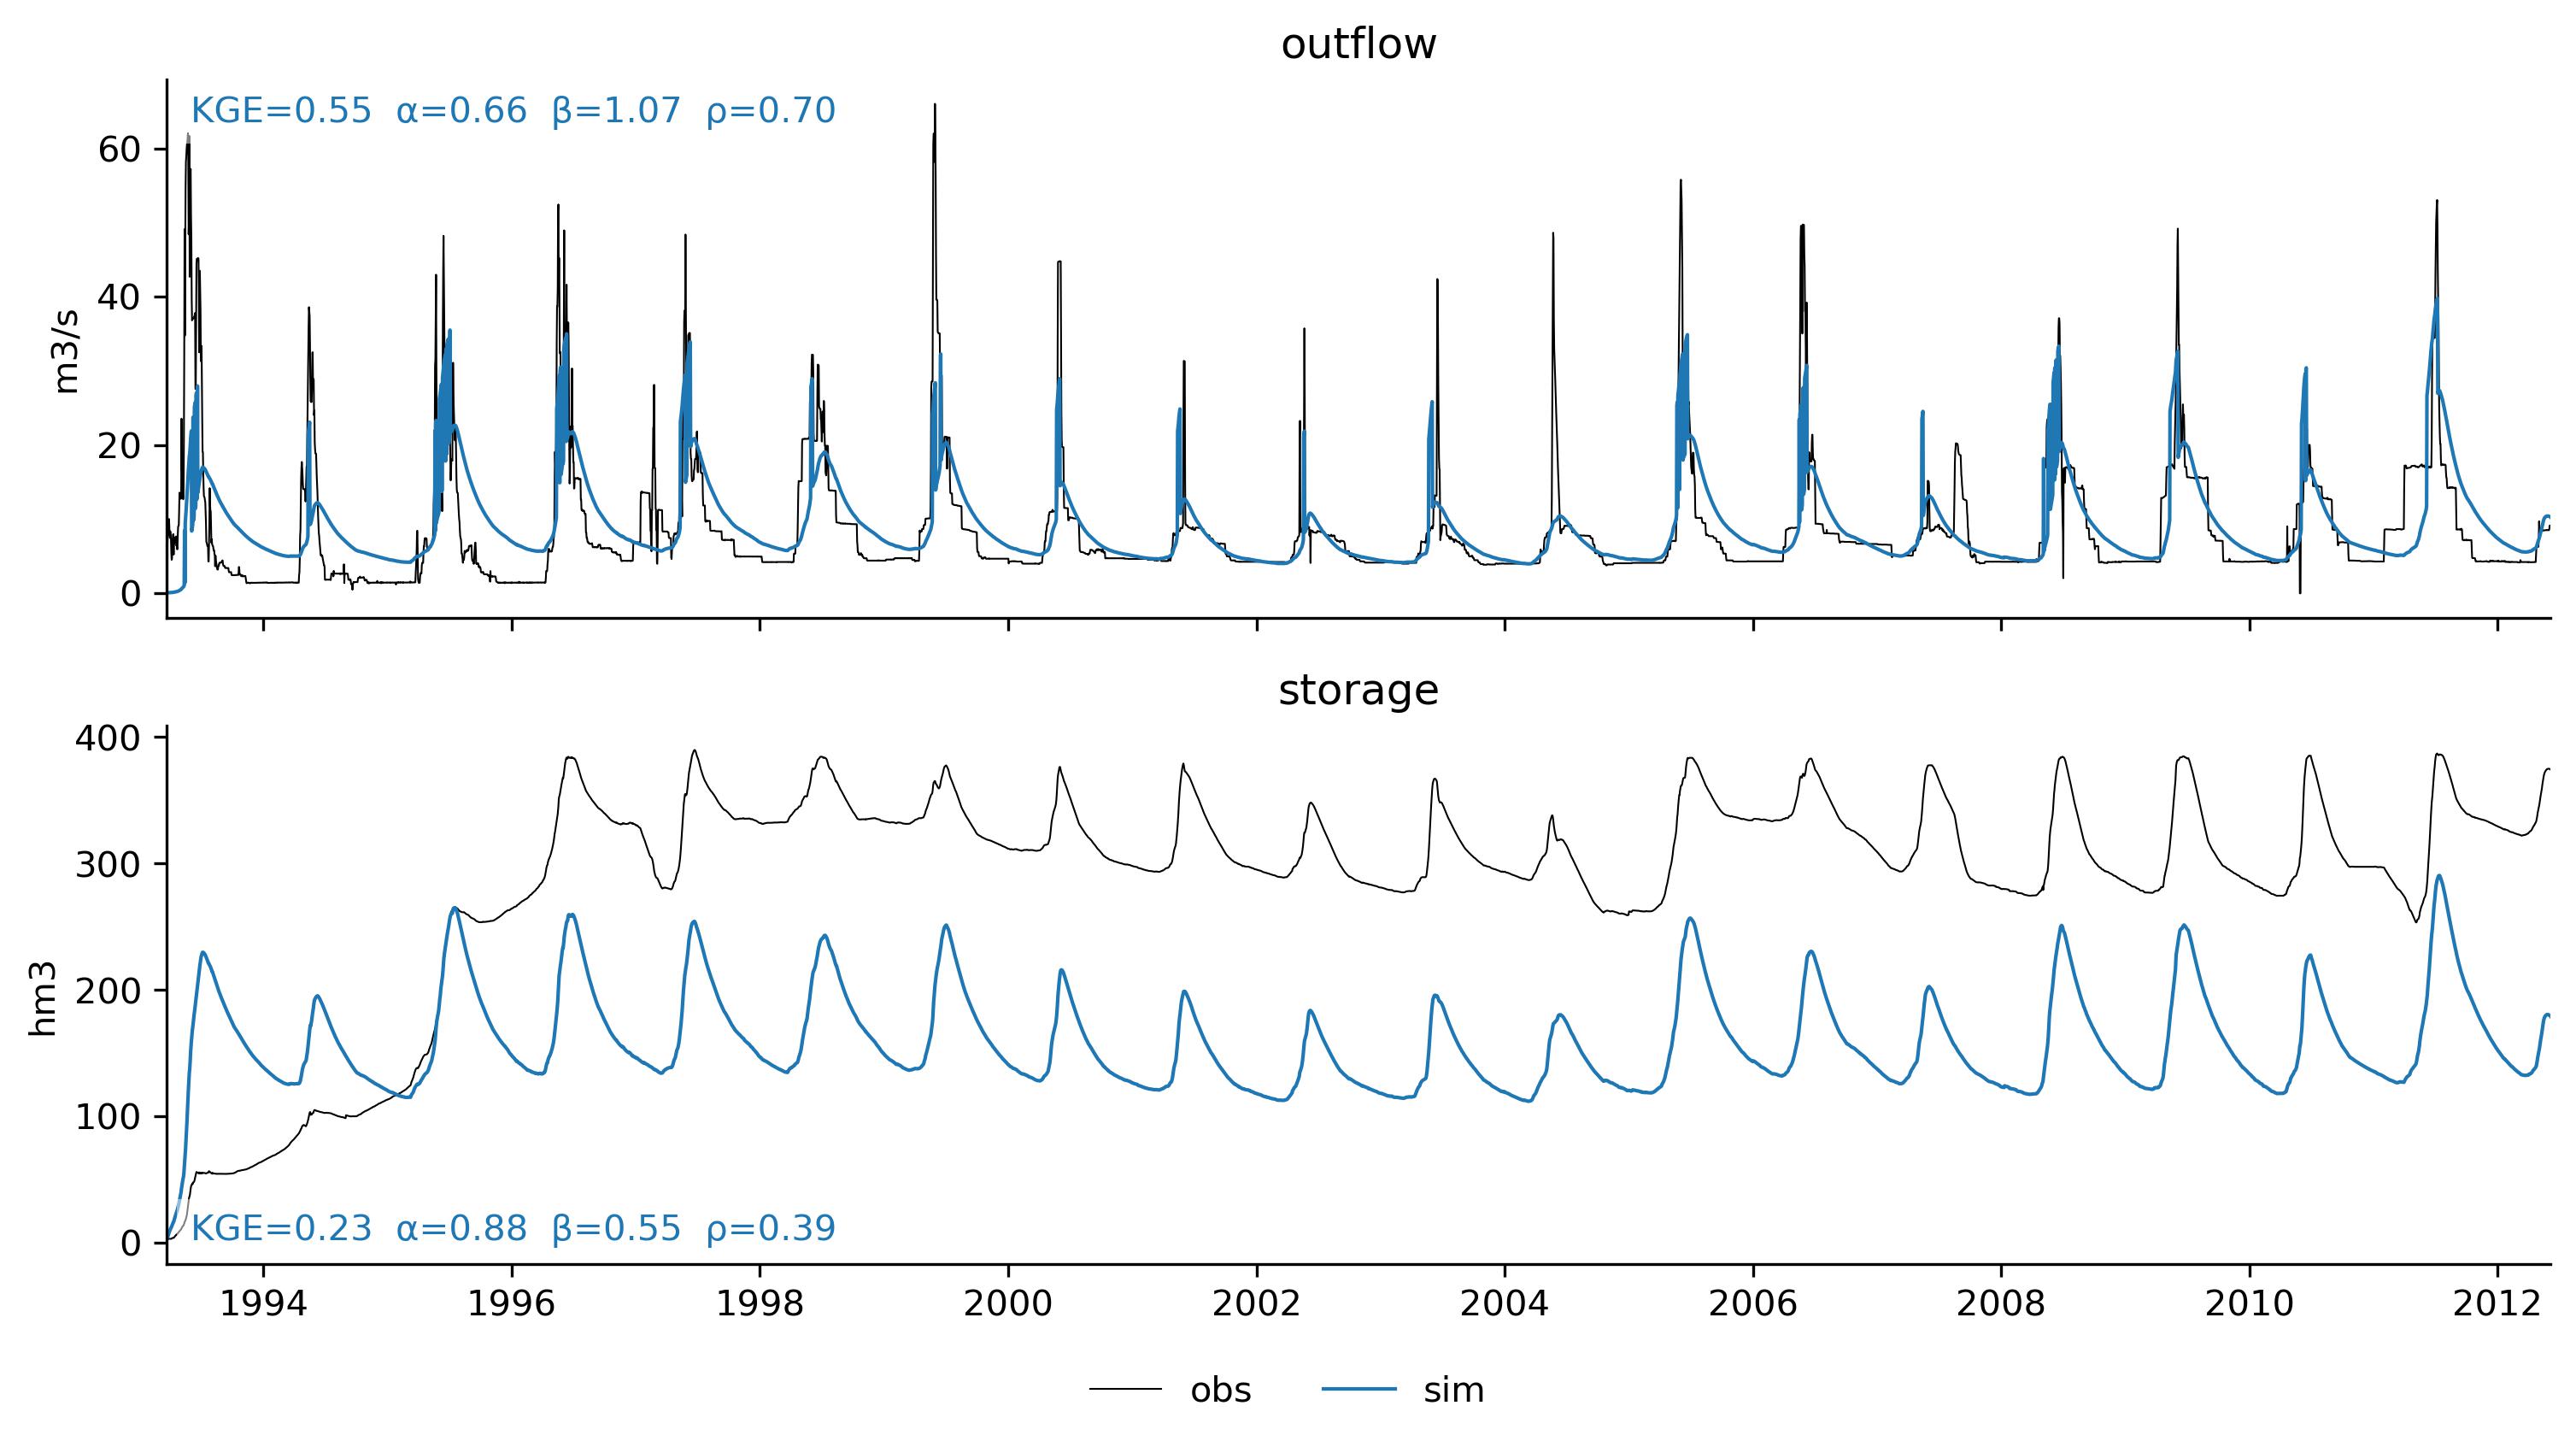 outflow
KGE=0.55 α=0.66 β=1.07 ρ=0.70
60
40
20
0
m3/s
storage
400
300
200
100
0
hm3
KGE=0.23 α=0.88 β=0.55 ρ=0.39
1994 1996 1998 2000 2002 2004 2006 2008 2010 2012
obs sim